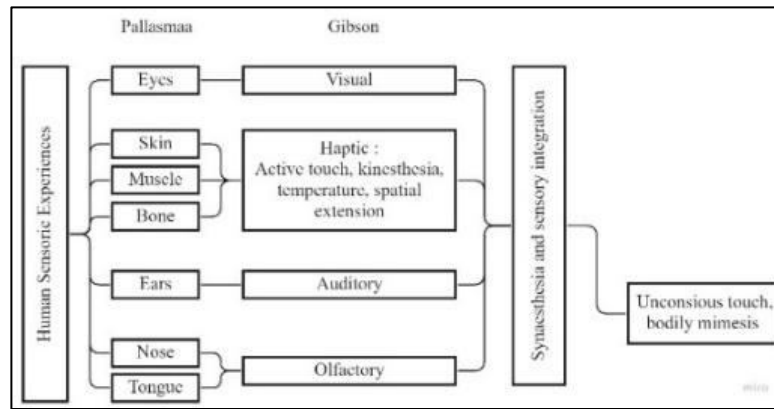 Pallasmaa
Gibson
Human Sensoric Experiences
Eyes
Skin
Muscle
Bone
Ears
Nose
Tongue
Visual
Haptic :
Active touch, kinesthesia,
temperature, spatial
extension
Auditory
Olfactory
Synaesthesia and sensory integration
Unconsious touch,
bodily mimesis
miro